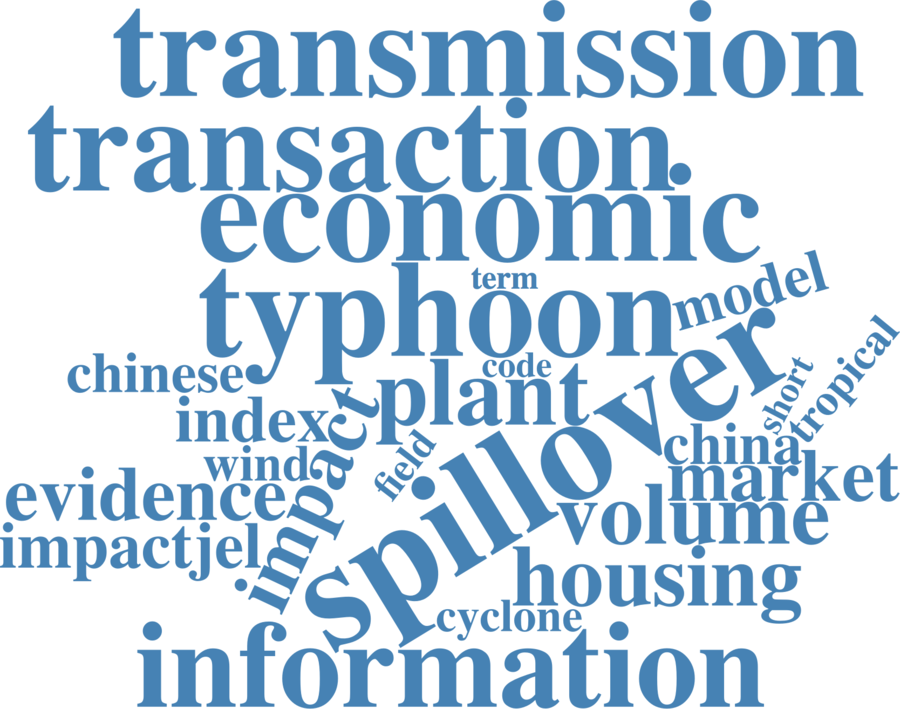 transmission
transaction
economic
term
typhoon
model
chinese
code
plant
spillover
short
tropical
index
impact
field
china
wind
market
evidence
volume
impactjel
housing
cyclone
information